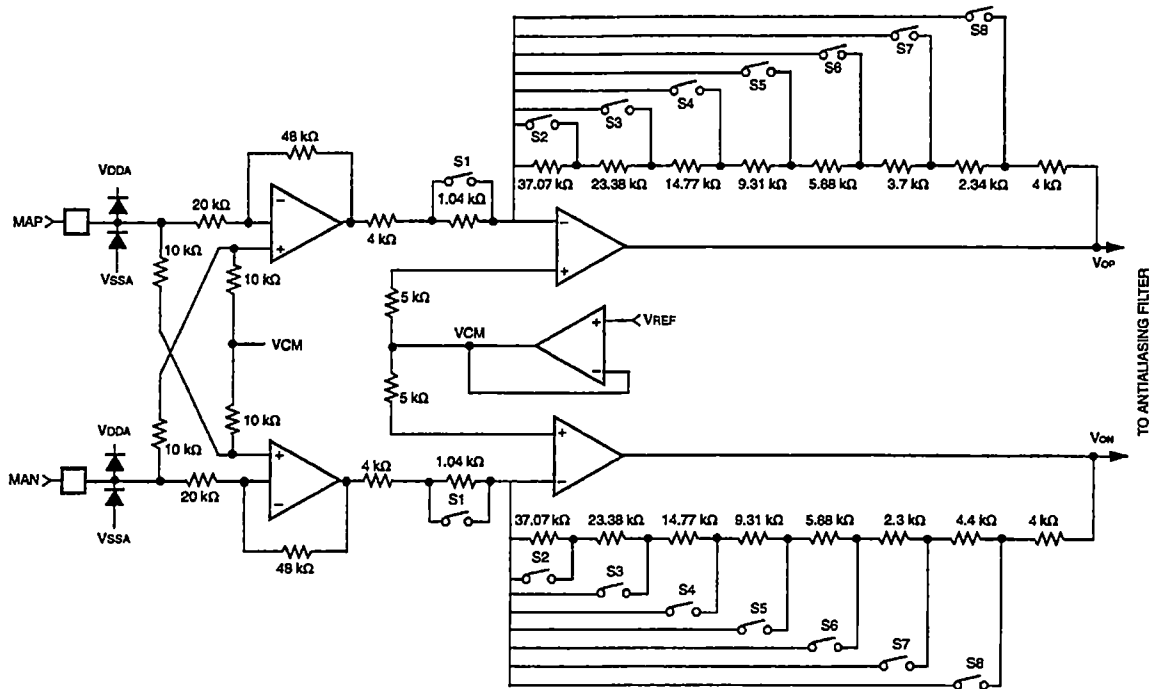 S8
S7
S6
S5
S4
S3
S2
48 kΩ
VDDA
S1
37.07 kΩ 23.38 kΩ 14.77 kΩ 9.31 kΩ 5.68 kΩ 3.7 kΩ 2.34 kΩ 4 kΩ
20 kΩ
1.04 kΩ
−
−
MAP
4 kΩ
+
VOP
10 kΩ
VSSA
10 kΩ
+
5 kΩ
VCM
VCM
+
VREF
−
TO ANTIALIASING FILTER
5 kΩ
10 kΩ
10 kΩ
VDDA
+
+
VON
4 kΩ
1.04 kΩ
MAN
−
20 kΩ
−
S1
VSSA
48 kΩ
37.07 kΩ 23.38 kΩ 14.77 kΩ 9.31 kΩ 5.68 kΩ 2.3 kΩ 4.4 kΩ 4 kΩ
S2
S3
S4
S5
S6
S7
S8